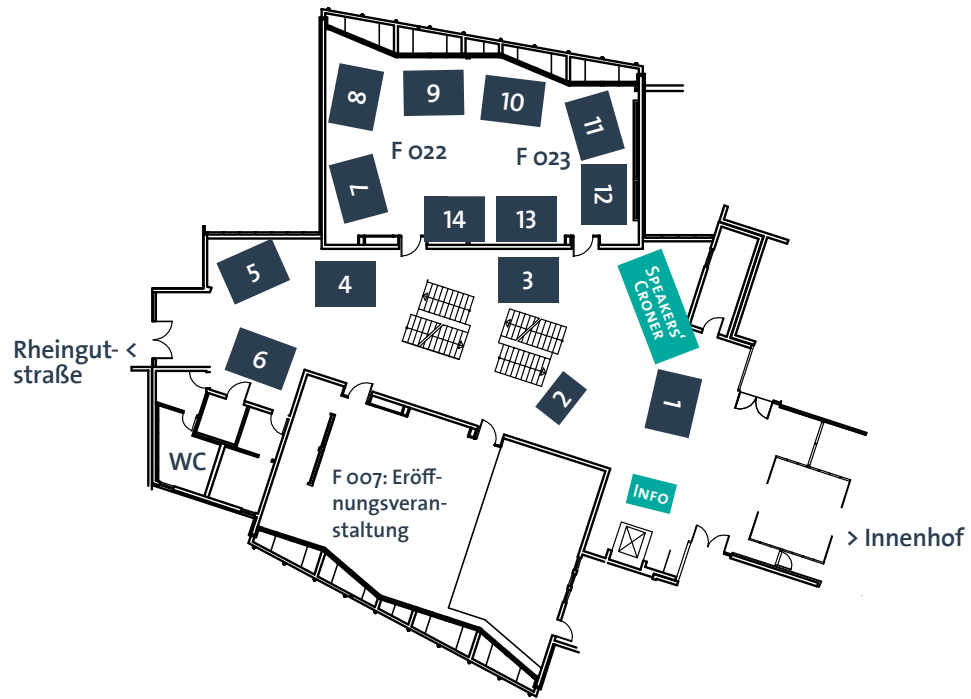 8
9
10
11
F 022
F 023
7
12
14
13
5
4
3
SPEAKERS‘
CRONER
Rheingut-
straße
<
6
2
1
WC
F 007: Eröff-
nungsveran-
staltung
INFO
> Innenhof